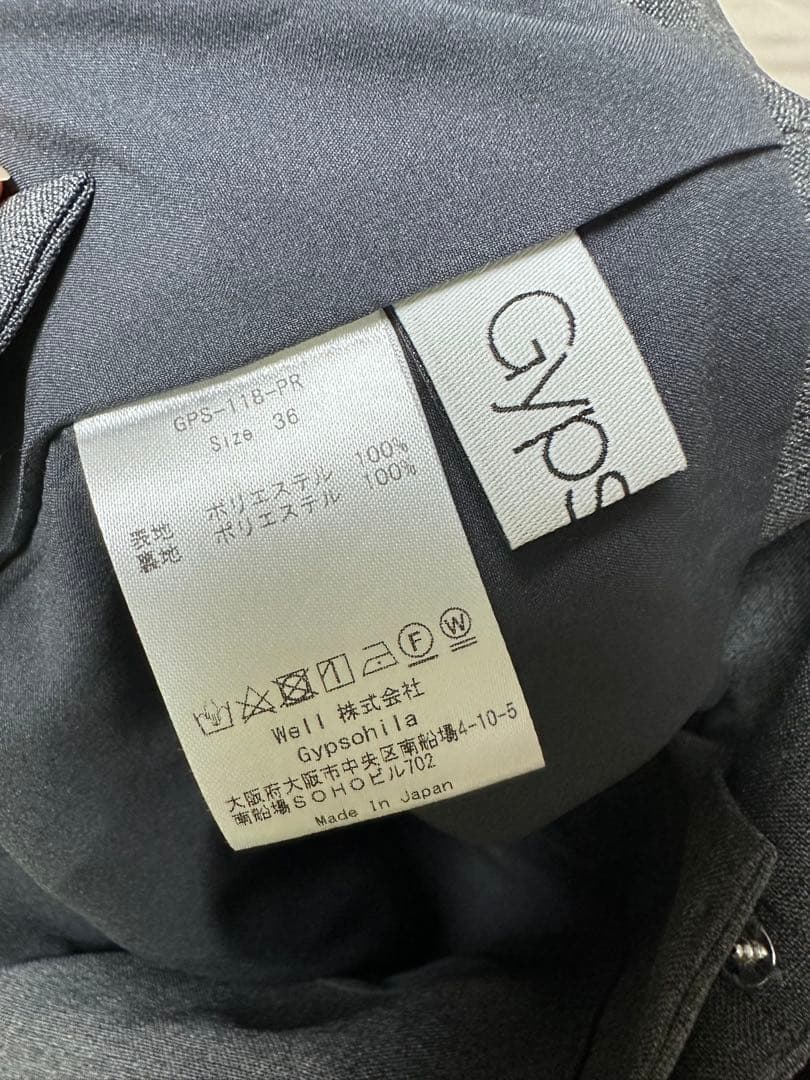 GPS-118-PR
Size 36
表地 ポリエステル 100%
裏地 ポリエステル 100%
F W
Well 株式会社
Gypsohila
大阪府大阪市中央区南船場4-10-5
南船場SOHOビル702
Made In Japan
Gyps